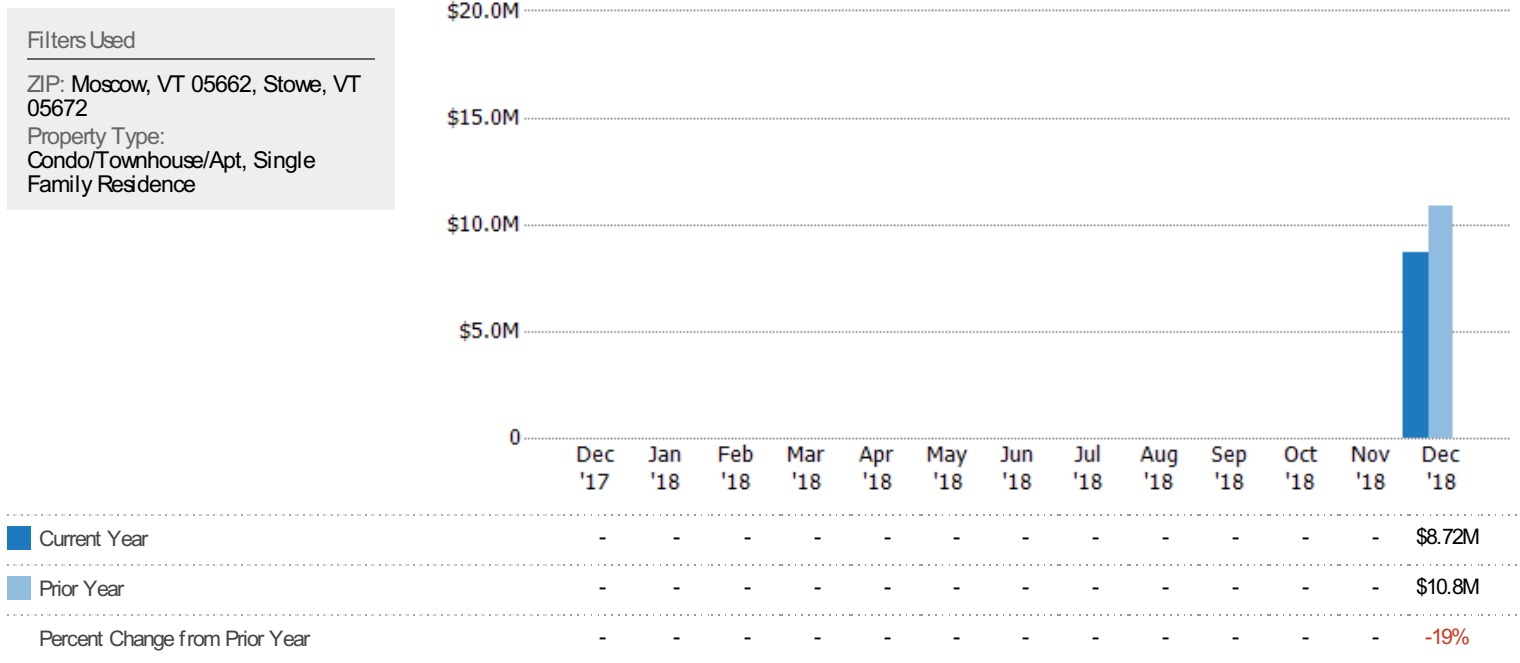 Filters Used
ZIP: Moscow, VT 05662, Stowe, VT
05672
Property Type:
Condo/Townhouse/Apt, Single
Family Residence
$20.0M
$15.0M
$10.0M
$5.0M
0
Dec Jan Feb Mar Apr May Jun Jul Aug Sep Oct Nov Dec
'17 '18 '18 '18 '18 '18 '18 '18 '18 '18 '18 '18 '18
Current Year - - - - - - - - - - - - $8.72M
Prior Year - - - - - - - - - - - - $10.8M
Percent Change from Prior Year - - - - - - - - - - - - -19%